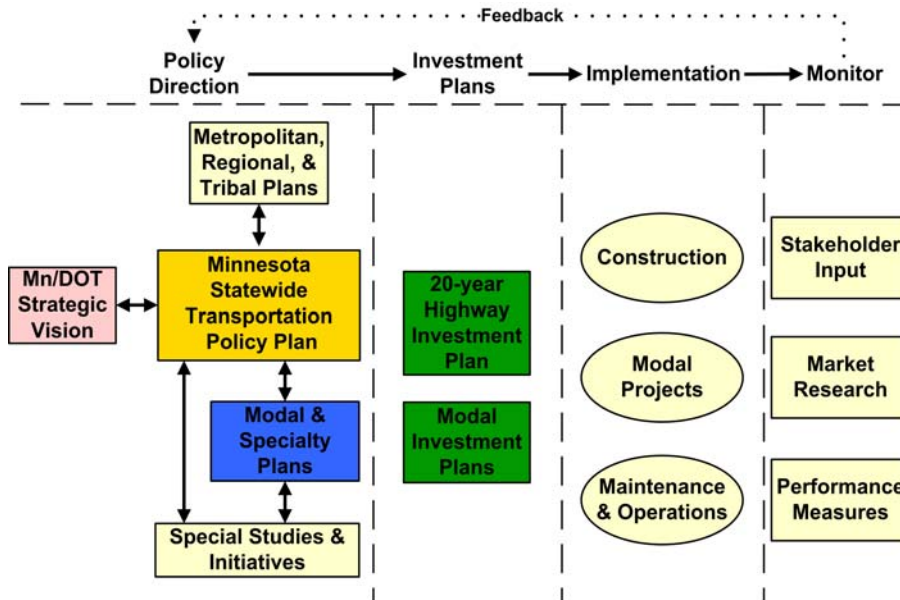 Feedback
Policy
Direction
Investment
Plans
Implementation
Monitor
Metropolitan,
Regional, &
Tribal Plans
Mn/DOT
Strategic
Vision
Minnesota
Statewide
Transportation
Policy Plan
Modal &
Specialty
Plans
Special Studies &
Initiatives
20-year
Highway
Investment
Plan
Modal
Investment
Plans
Construction
Modal
Projects
Maintenance
& Operations
Stakeholder
Input
Market
Research
Performance
Measures